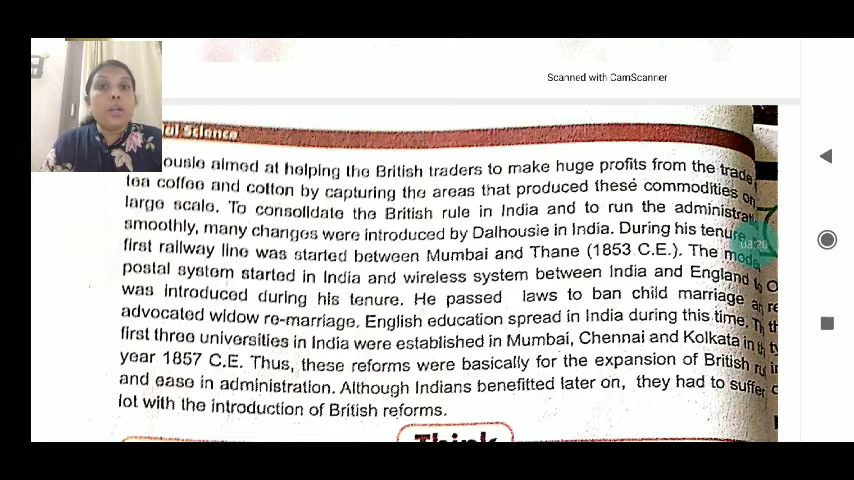 Scanned with CamScanner
ial Science
ousie aimed at helping the British traders to make huge profits from the trade
tea coffee and cotton by capturing the areas that produced these commodities on
large scale. To consolidate the British rule in India and to run the administrat
smoothly, many changes were introduced by Dalhousie in India. During his tenure
03:20
first railway line was started between Mumbai and Thane (1853 C.E.). The mode
postal system started in India and wireless system between India and England
was introduced during his tenure. He passed laws to ban child marriage a
advocated widow re-marriage. English education spread in India during this time. T
first three universities in India were established in Mumbai, Chennai and Kolkata in t
year 1857 C.E. Thus, these reforms were basically for the expansion of British ru
and ease in administration. Although Indians benefitted later on, they had to suffer
lot with the introduction of British reforms.
Think